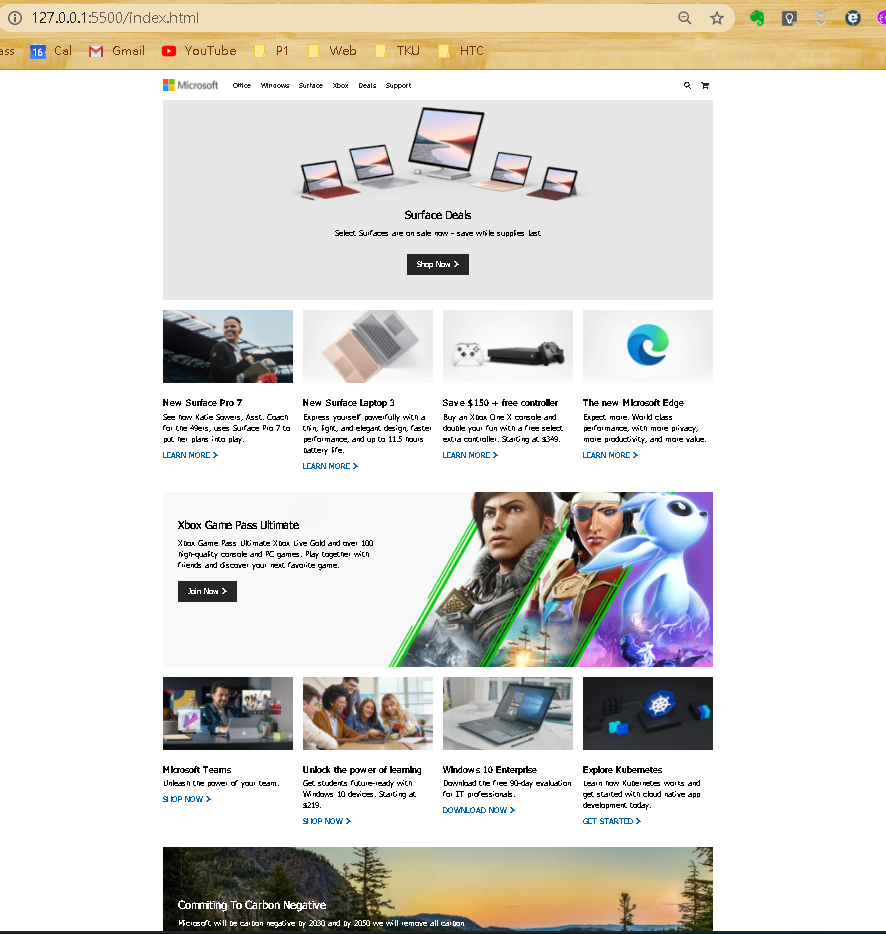 127.0.0.1:5500/index.html
ass 16 Cal Gmail YouTube P1 Web TKU HTC
Microsoft Office Windows Surface Xbox Deals Support
Surface Deals
Select Surfaces are on sale now - save while supplies last
Shop Now
New Surface Pro 7
See how Katie Sowers, Asst. Coach
for the 49ers, uses Surface Pro 7 to
put her plans into play.
LEARN MORE
New Surface Laptop 3
Express yourself powerfully with a
thin, light, and elegant design, faster
performance, and up to 11.5 hours
battery life.
LEARN MORE
Save $150 + free controller
Buy an Xbox One X console and
double your fun with a free select
extra controller. Starting at $349.
LEARN MORE
The new Microsoft Edge
Expect more. World class
performance, with more privacy,
more productivity, and more value.
LEARN MORE
Xbox Game Pass Ultimate
Xbox Game Pass Ultimate Xbox Live Gold and over 100
high-quality console and PC games. Play together with
friends and discover your next favorite game.
Join Now
Microsoft Teams
Unleash the power of your team.
SHOP NOW
Unlock the power of learning
Get students future-ready with
Windows 10 devices. Starting at
$219.
SHOP NOW
Windows 10 Enterprise
Download the free 90-day evaluation
for IT professionals.
DOWNLOAD NOW
Explore Kubernetes
Learn how Kubernetes works and
get started with cloud native app
development today.
GET STARTED
Commiting To Carbon Negative
Microsoft will be carbon negative by 2030 and by 2050 we will remove all carbon